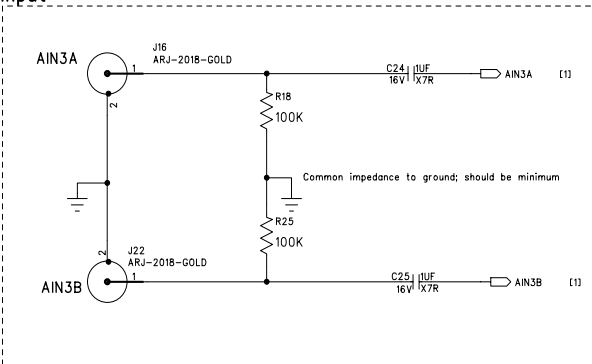 AIN3A
J16
ARJ-2018-GOLD
1
2
C24
1UF
16V
X7R
AIN3A
[1]
R18
100K
Common impedance to ground; should be minimum
R25
100K
2
J22
ARJ-2018-GOLD
1
AIN3B
C25
1UF
16V
X7R
AIN3B
[1]